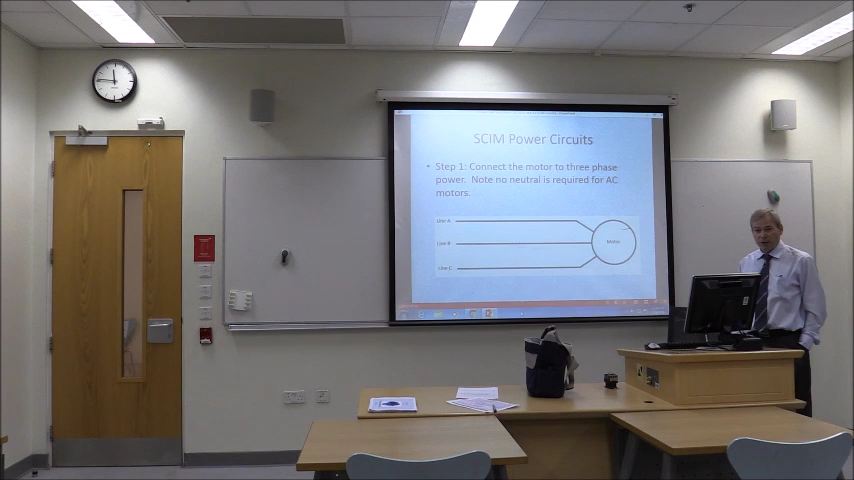 SCIM Power Circuits
• Step 1: Connect the motor to three phase
power. Note no neutral is required for AC
motors.
Line A
Line B
Motor
Line C